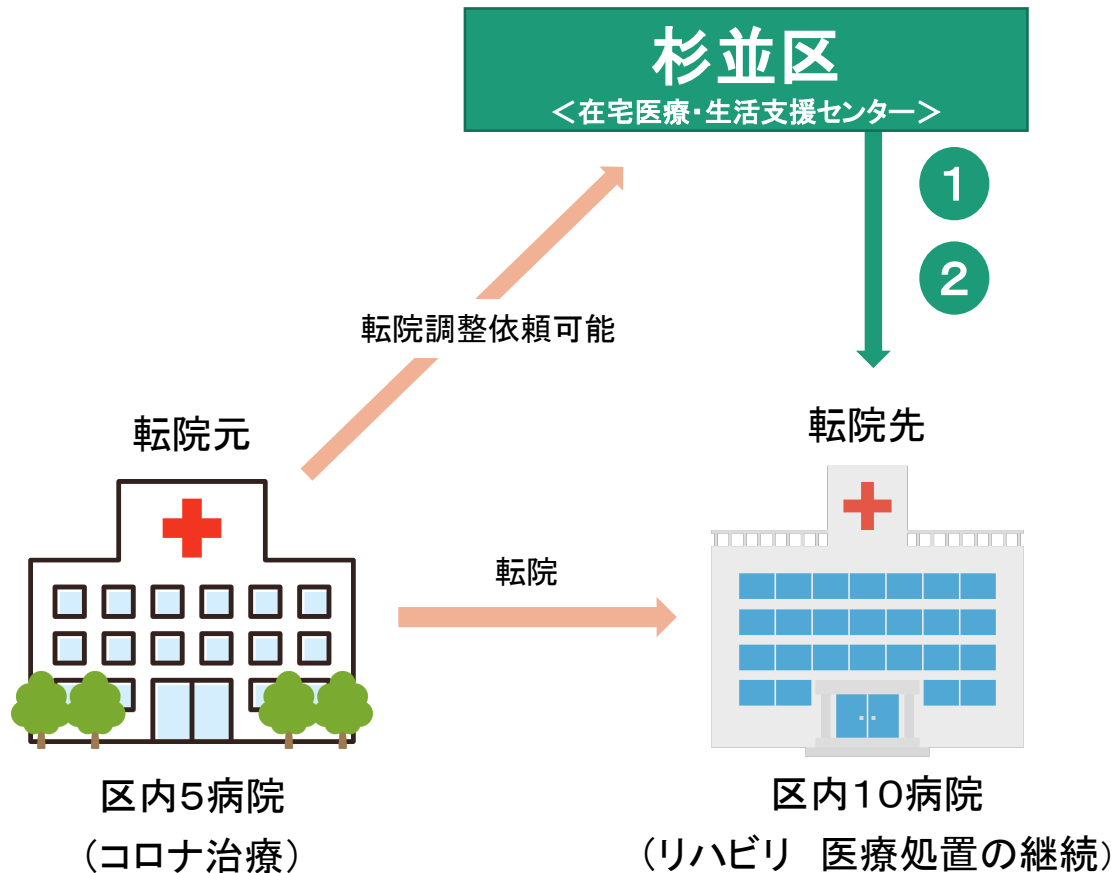 杉並区
＜在宅医療・生活支援センター＞
1
2
転院調整依頼可能
転院元
転院先
転院
区内5病院
（コロナ治療）
区内10病院
（リハビリ　医療処置の継続）